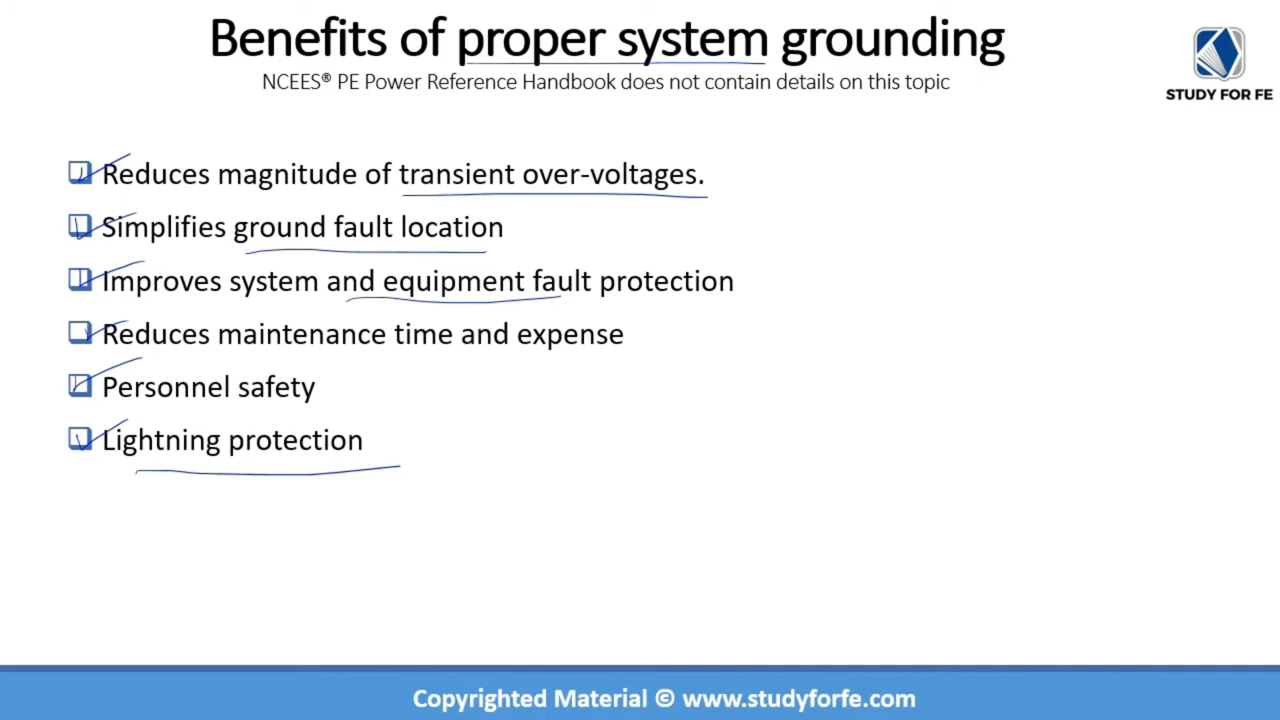 Benefits of proper system grounding
NCEES® PE Power Reference Handbook does not contain details on this topic
STUDY FOR FE
Reduces magnitude of transient over-voltages.
Simplifies ground fault location
Improves system and equipment fault protection
Reduces maintenance time and expense
Personnel safety
Lightning protection
Copyrighted Material © www.studyforfe.com